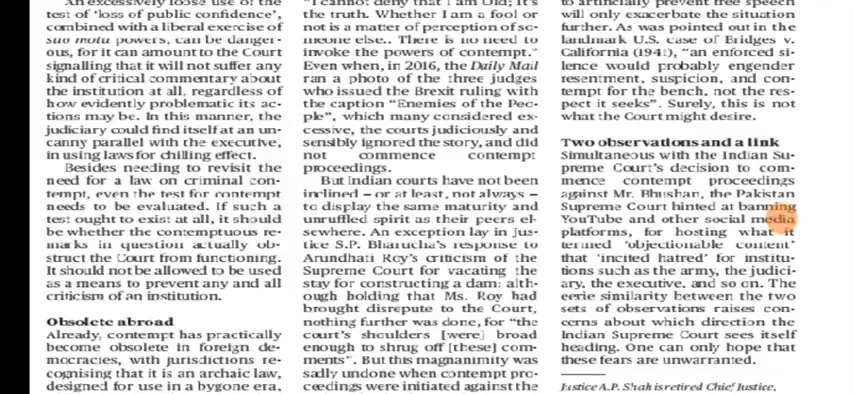 An excessively loose use of the
test of 'loss of public confidence',
combined with a liberal exercise of
suo motu powers, can be danger-
ous, for it can amount to the Court
signalling that it will not suffer any
kind of critical commentary about
the institution at all, regardless of
how evidently problematic its ac-
tions may be. In this manner, the
judiciary could find itself at an un-
canny parallel with the executive,
in using laws for chilling effect.
Besides needing to revisit the
need for a law on criminal con-
tempt, even the test for contempt
needs to be evaluated. If such a
test ought to exist at all, it should
be whether the contemptuous re-
marks in question actually ob-
struct the Court from functioning.
It should not be allowed to be used
as a means to prevent any and all
criticism of an institution.
Obsolete abroad
Already, contempt has practically
become obsolete in foreign de-
mocracies, with jurisdictions re-
cognising that it is an archaic law,
designed for use in a bygone era,
"I cannot deny that I am Old; It's
the truth. Whether I am a fool or
not is a matter of perception of so-
meone else.. There is no need to
invoke the powers of contempt."
Even when, in 2016, the Daily Mail
ran a photo of the three judges
who issued the Brexit ruling with
the caption "Enemies of the Peo-
ple", which many considered ex-
cessive, the courts judiciously and
sensibly ignored the story, and did
not commence contempt
proceedings.
But Indian courts have not been
inclined – or at least, not always –
to display the same maturity and
unruffled spirit as their peers el-
sewhere. An exception lay in Jus-
tice S.P. Bharucha's response to
Arundhati Roy's criticism of the
Supreme Court for vacating the
stay for constructing a dam: alth-
ough holding that Ms. Roy had
brought disrepute to the Court,
nothing further was done, for "the
court's shoulders [were] broad
enough to shrug off [these] com-
ments". But this magnanimity was
sadly undone when contempt pro-
ceedings were initiated against the
to artificially prevent free speech
will only exacerbate the situation
further. As was pointed out in the
landmark U.S. case of Bridges v.
California (1941), "an enforced si-
lence would probably engender
resentment, suspicion, and con-
tempt for the bench, not the res-
pect it seeks". Surely, this is not
what the Court might desire.
Two observations and a link
Simultaneous with the Indian Su-
preme Court's decision to com-
mence contempt proceedings
against Mr. Bhushan, the Pakistan
Supreme Court hinted at banning
YouTube and other social media
platforms, for hosting what it
termed 'objectionable content'
that 'incited hatred' for institu-
tions such as the army, the judici-
ary, the executive, and so on. The
eerie similarity between the two
sets of observations raises con-
cerns about which direction the
Indian Supreme Court sees itself
heading. One can only hope that
these fears are unwarranted.
Justice A.P. Shah is retired Chief Justice,